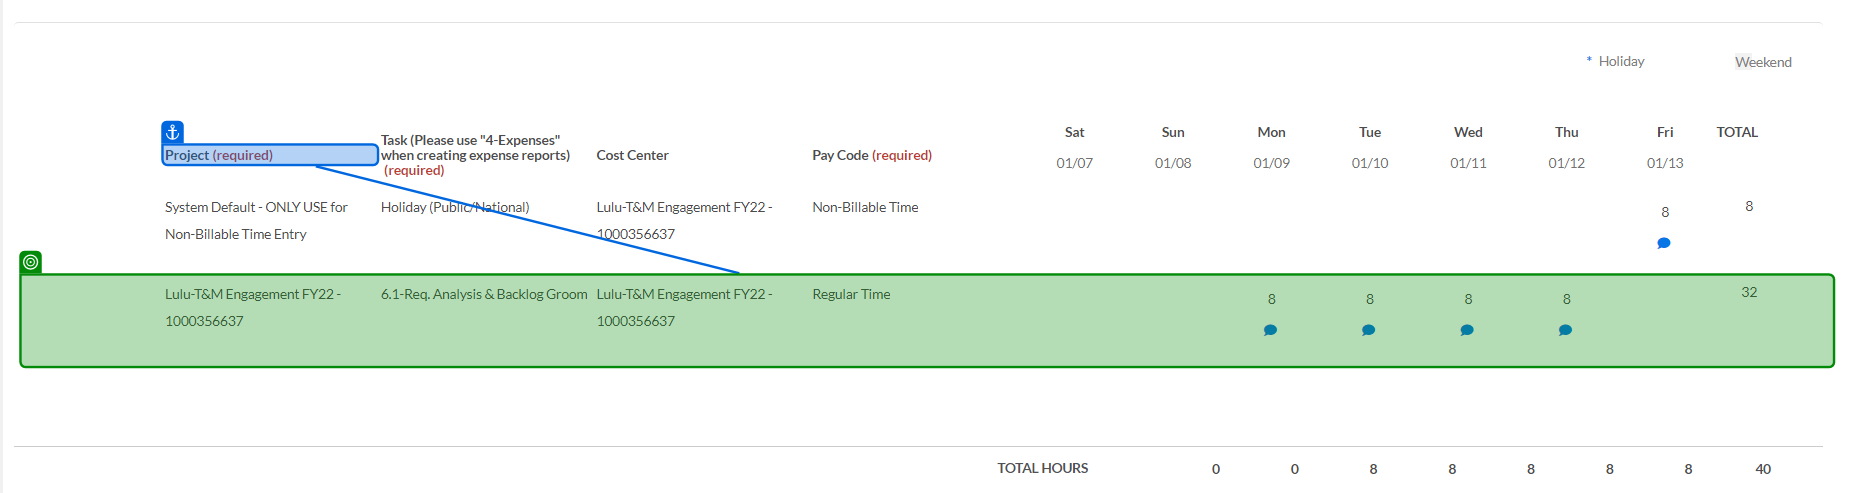 * Holiday Weekend
Sat Sun Mon Tue Wed Thu Fri TOTAL
Task (Please use "4-Expenses"
Project (required) when creating expense reports) Cost Center Pay Code (required)
(required)
01/07 01/08 01/09 01/10 01/11 01/12 01/13
System Default - ONLY USE for Holiday (Public/National) Lulu-T&M Engagement FY22 - Non-Billable Time 8 8
Non-Billable Time Entry 1000356637
Lulu-T&M Engagement FY22 - 6.1-Req. Analysis & Backlog Groom Lulu-T&M Engagement FY22 - Regular Time 8 8 8 8 32
1000356637 1000356637
TOTAL HOURS 0 0 8 8 8 8 8 40